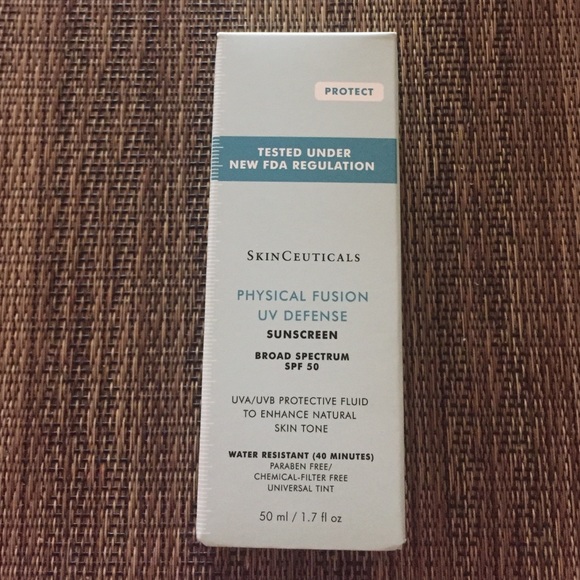 PROTECT
TESTED UNDER
NEW FDA REGULATION
SKINCEUTICALS
PHYSICAL FUSION
UV DEFENSE
SUNSCREEN
BROAD SPECTRUM
SPF 50
UVA/UVB PROTECTIVE FLUID
TO ENHANCE NATURAL
SKIN TONE
WATER RESISTANT (40 MINUTES)
PARABEN FREE/
CHEMICAL-FILTER FREE
UNIVERSAL TINT
50 ml / 1.7 fl oz